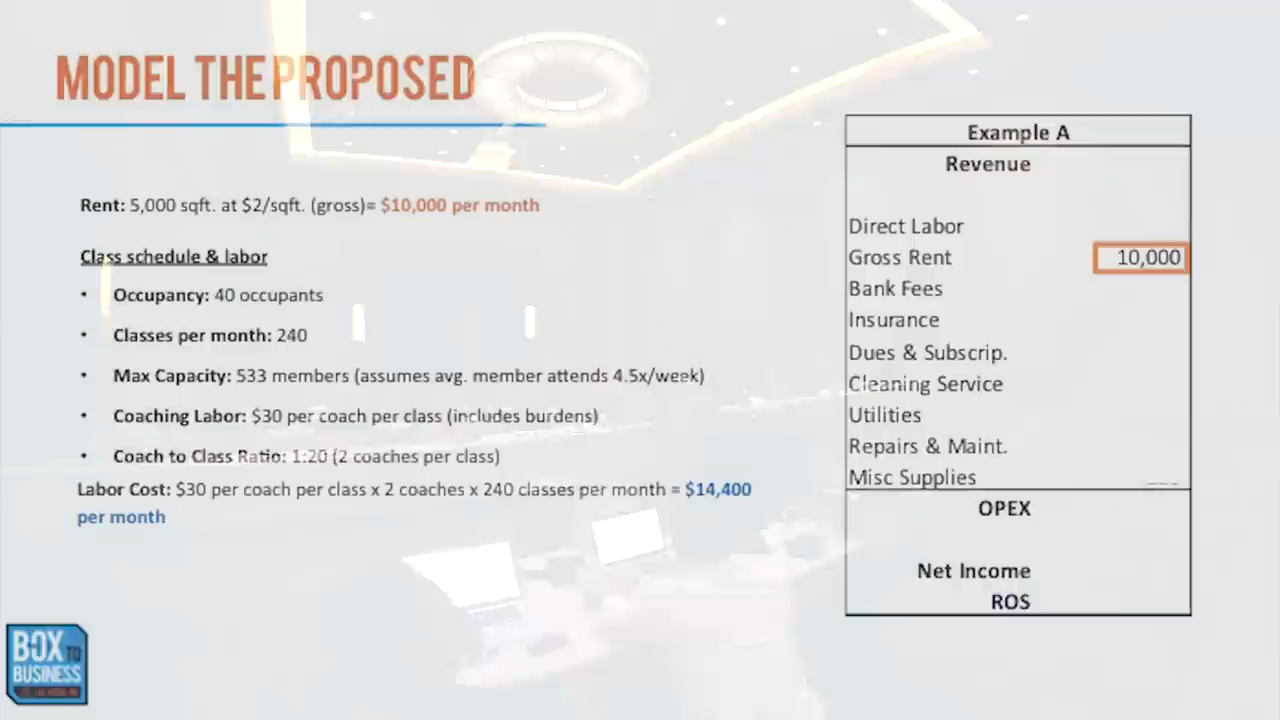 MODEL THE PROPOSED
Rent: 5,000 sqft. at $2/sqft. (gross)= $10,000 per month
Class schedule & labor
• Occupancy: 40 occupants
• Classes per month: 240
• Max Capacity: 533 members (assumes avg. member attends 4.5x/week)
• Coaching Labor: $30 per coach per class (includes burdens)
• Coach to Class Ratio: 1:20 (2 coaches per class)
Labor Cost: $30 per coach per class x 2 coaches x 240 classes per month = $14,400
per month
Example A
Revenue
Direct Labor
Gross Rent 10,000
Bank Fees
Insurance
Dues & Subscrip.
Cleaning Service
Utilities
Repairs & Maint.
Misc Supplies
OPEX
Net Income
ROS
BOX TO
BUSINESS